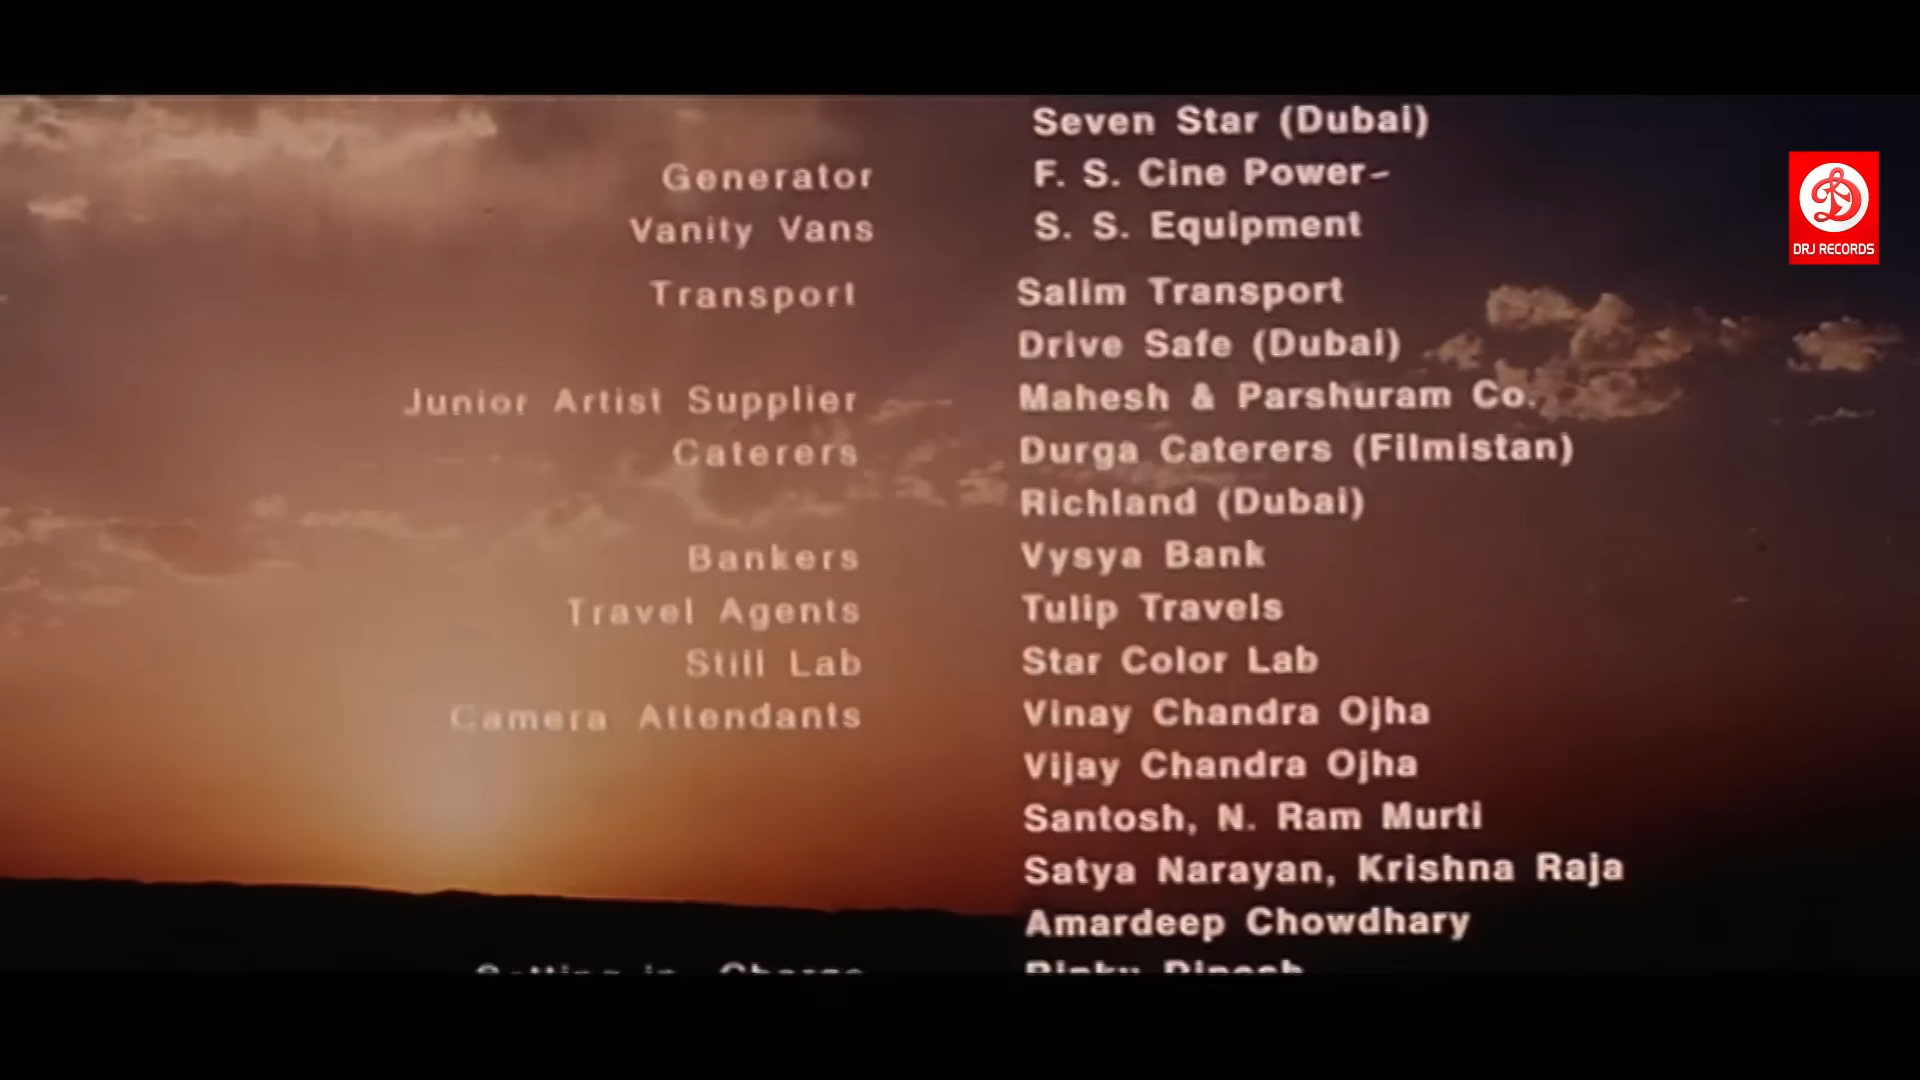 Seven Star (Dubai)
Generator F. S. Cine Power-
Vanity Vans S. S. Equipment
DRJ RECORDS
Transport Salim Transport
Drive Safe (Dubai)
Junior Artist Supplier Mahesh & Parshuram Co.
Caterers Durga Caterers (Filmistan)
Richland (Dubai)
Bankers Vysya Bank
Travel Agents Tulip Travels
Still Lab Star Color Lab
Camera Attendants Vinay Chandra Ojha
Vijay Chandra Ojha
Santosh, N. Ram Murti
Satya Narayan, Krishna Raja
Amardeep Chowdhary